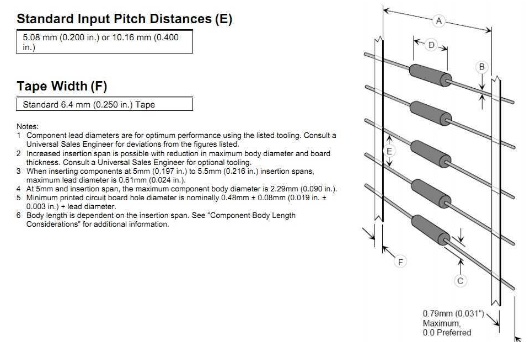 Standard Input Pitch Distances (E)
5.08 mm (0.200 in.) or 10.16 mm (0.400
in.)
Tape Width (F)
Standard 6.4 mm (0.250 in.) Tape
Notes:
1 Component lead diameters are for optimum performance using the listed tooling. Consult a
Universal Sales Engineer for deviations from the figures listed.
2 Increased insertion span is possible with reduction in maximum body diameter and board
thickness. Consult a Universal Sales Engineer for optional tooling.
3 When inserting components at 5mm (0.197 in.) to 5.5mm (0.216 in.) insertion spans,
maximum lead diameter is 0.61mm (0.024 in.).
4 At 5mm and insertion span, the maximum component body diameter is 2.29mm (0.090 in.).
5 Minimum printed circuit board hole diameter is nominally 0.48mm ± 0.08mm (0.019 in. ±
0.003 in.) + lead diameter.
6 Body length is dependent on the insertion span. See "Component Body Length
Considerations" for additional information.
A
D
B
E
F
C
0.79mm (0.031")
Maximum,
0.0 Preferred